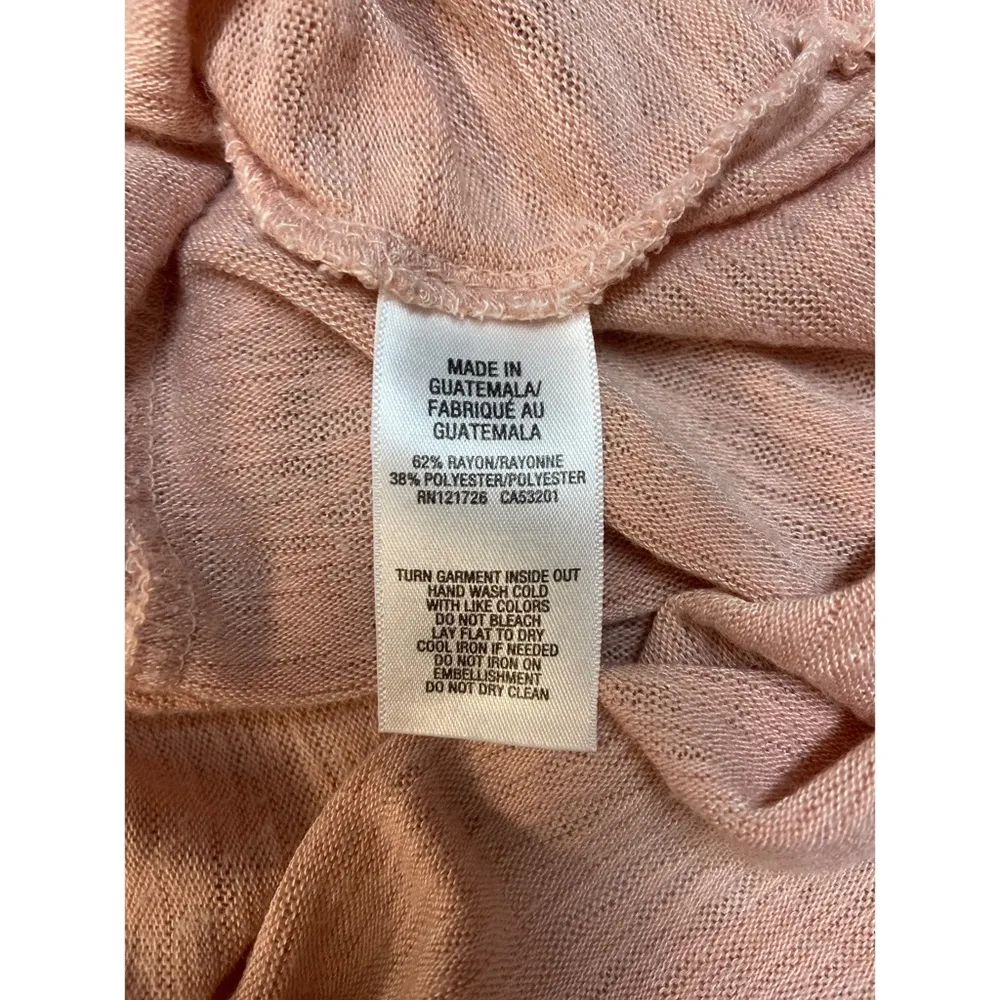 MADE IN
GUATEMALA/
FABRIQUÉ AU
GUATEMALA
62% RAYON/RAYONNE
38% POLYESTER/POLYESTER
RN121726 CA53201
TURN GARMENT INSIDE OUT
HAND WASH COLD
WITH LIKE COLORS
DO NOT BLEACH
LAY FLAT TO DRY
COOL IRON IF NEEDED
DO NOT IRON ON
EMBELLISHMENT
DO NOT DRY CLEAN